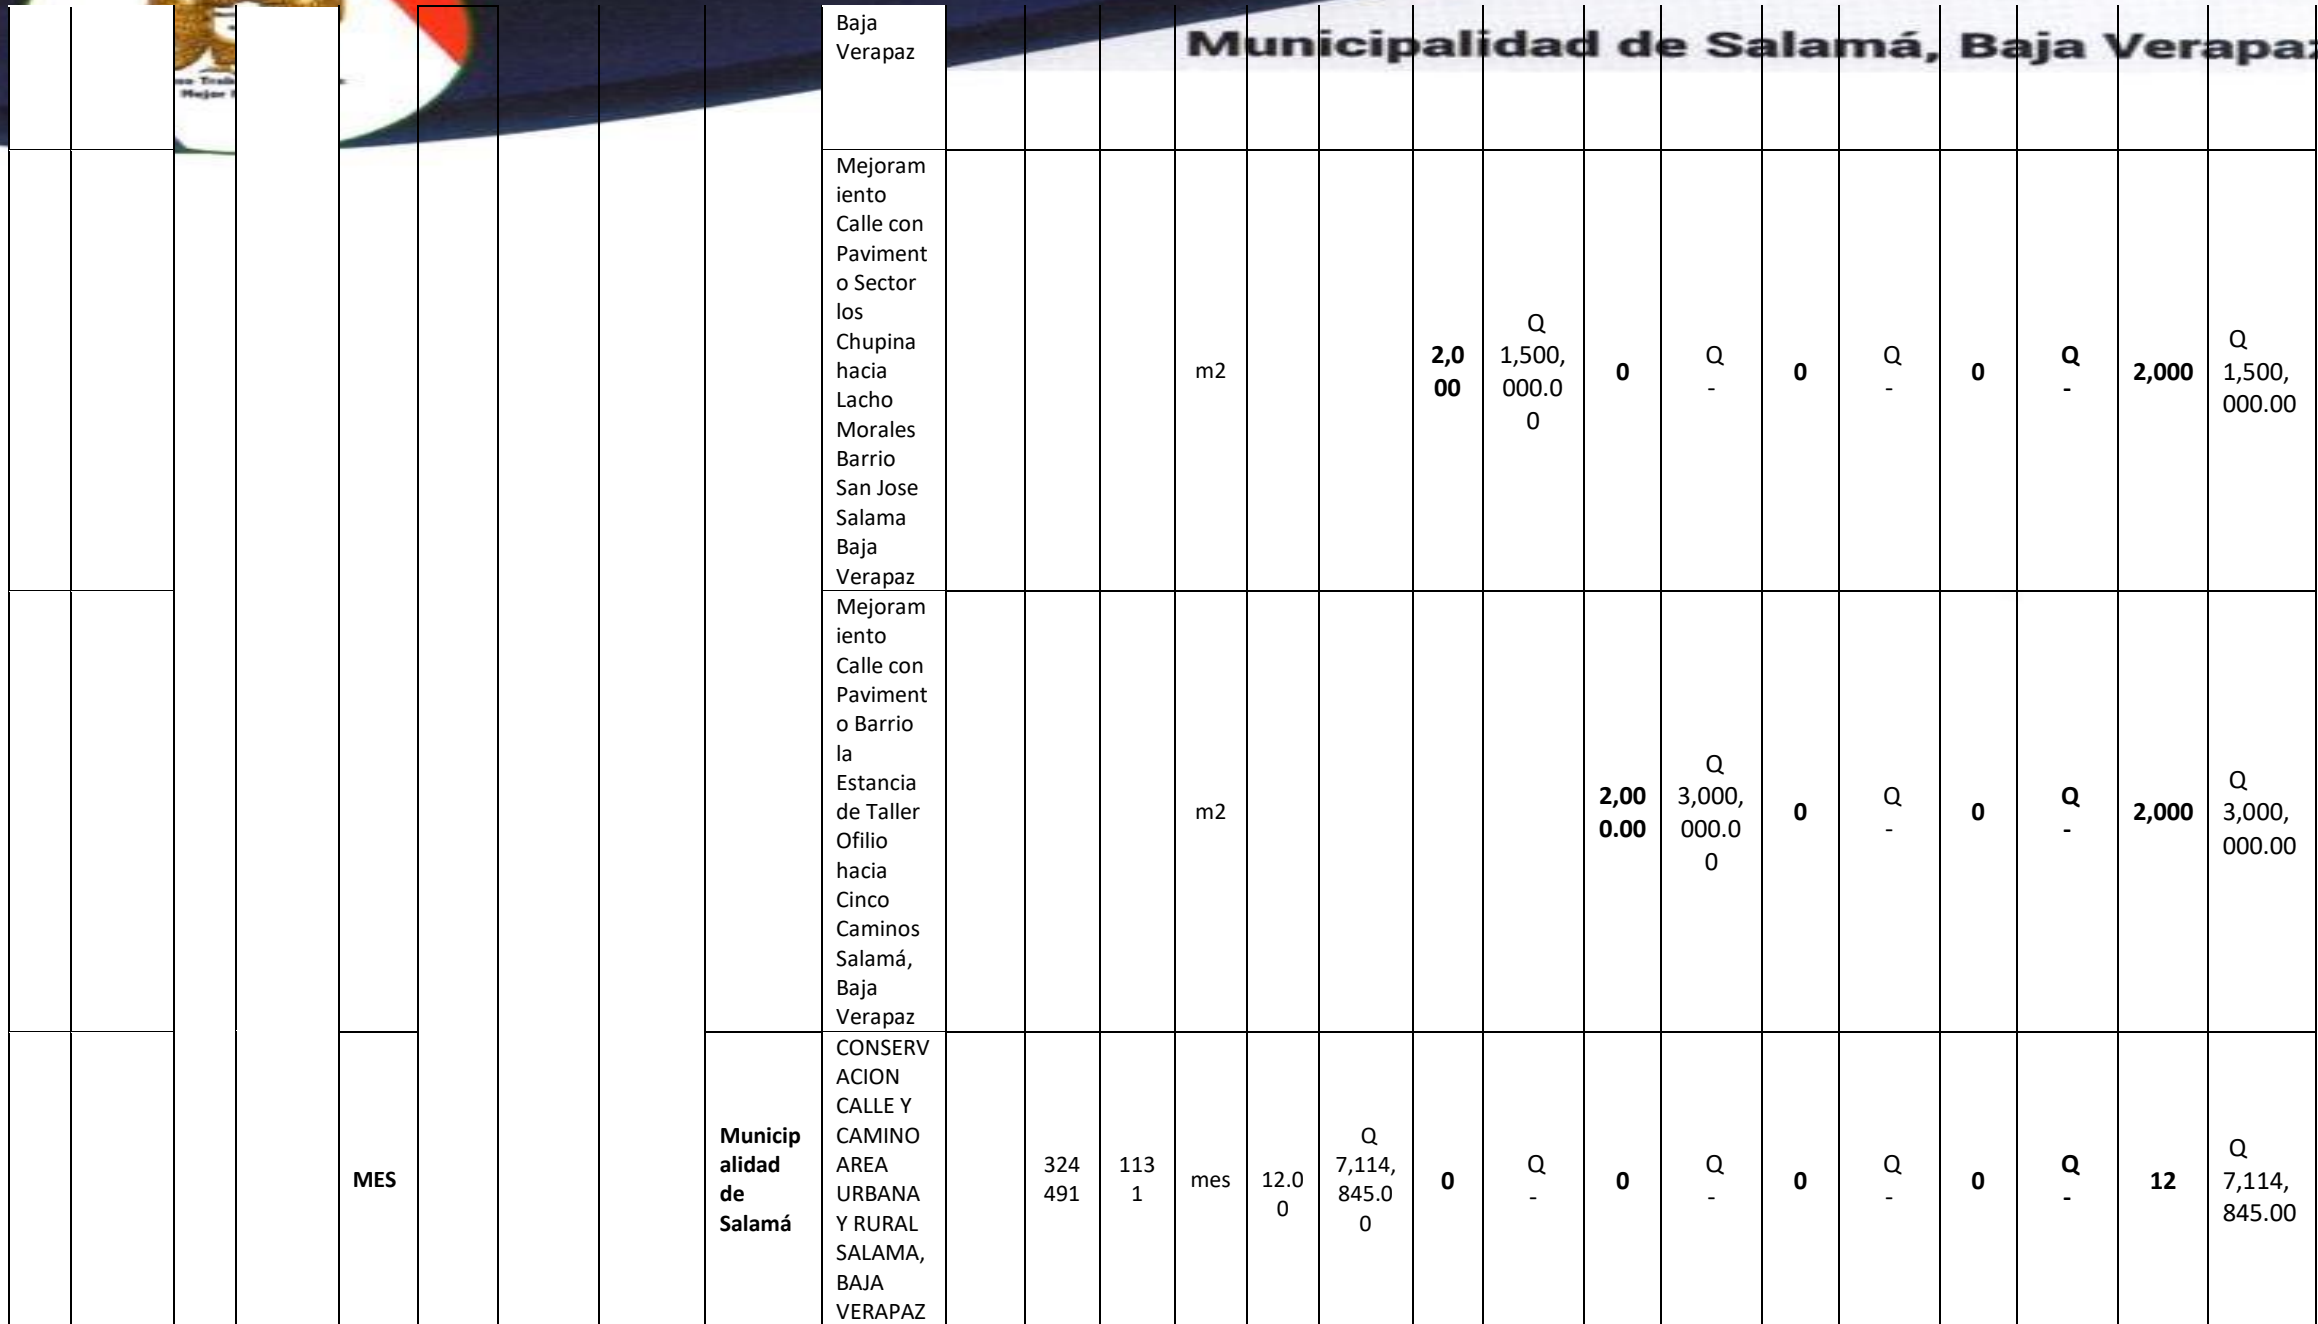 Municipalidad de Salamá, Baja Verapaz
Mejor
Baja
Verapaz
Mejoram
iento
Calle con
Paviment
o Sector
los
Chupina
hacia
Lacho
Morales
Barrio
San Jose
Salama
Baja
Verapaz
m2
2,0
00
Q
1,500,
000.0
0
0
Q
-
0
Q
-
0
Q
-
2,000
Q
1,500,
000.00
Mejoram
iento
Calle con
Paviment
o Barrio
la
Estancia
de Taller
Ofilio
hacia
Cinco
Caminos
Salamá,
Baja
Verapaz
m2
2,00
0.00
Q
3,000,
000.0
0
0
Q
-
0
Q
-
2,000
Q
3,000,
000.00
MES
Municip
alidad
de
Salamá
CONSERV
ACION
CALLE Y
CAMINO
AREA
URBANA
Y RURAL
SALAMA,
BAJA
VERAPAZ
324
491
113
1
mes
12.0
0
Q
7,114,
845.0
0
0
Q
-
0
Q
-
0
Q
-
0
Q
-
12
Q
7,114,
845.00